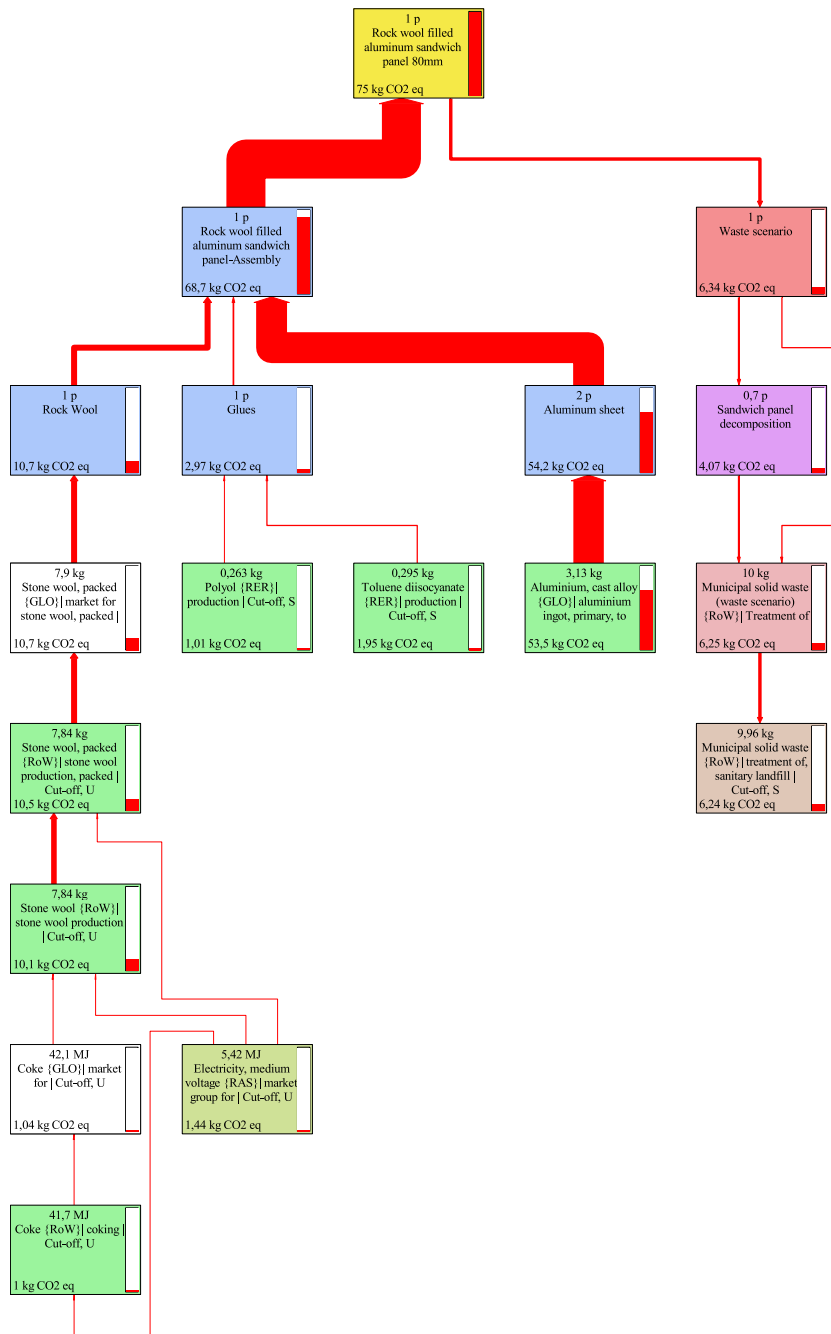 1 p
Rock wool filled
aluminum sandwich
panel 80mm
75 kg CO2 eq
1 p
Rock wool filled
aluminum sandwich
panel-Assembly
68,7 kg CO2 eq
1 p
Waste scenario
6,34 kg CO2 eq
1 p
Rock Wool
10,7 kg CO2 eq
1 p
Glues
2,97 kg CO2 eq
2 p
Aluminum sheet
54,2 kg CO2 eq
0,7 p
Sandwich panel
decomposition
4,07 kg CO2 eq
7,9 kg
Stone wool, packed
{GLO}| market for
stone wool, packed |
10,7 kg CO2 eq
0,263 kg
Polyol {RER}|
production | Cut-off, S
1,01 kg CO2 eq
0,295 kg
Toluene diisocyanate
{RER}| production |
Cut-off, S
1,95 kg CO2 eq
3,13 kg
Aluminium, cast alloy
{GLO}| aluminium
ingot, primary, to
53,5 kg CO2 eq
10 kg
Municipal solid waste
(waste scenario)
{RoW}| Treatment of
6,25 kg CO2 eq
7,84 kg
Stone wool, packed
{RoW}| stone wool
production, packed |
Cut-off, U
10,5 kg CO2 eq
9,96 kg
Municipal solid waste
{RoW}| treatment of,
sanitary landfill |
Cut-off, S
6,24 kg CO2 eq
7,84 kg
Stone wool {RoW}|
stone wool production
| Cut-off, U
10,1 kg CO2 eq
42,1 MJ
Coke {GLO}| market
for | Cut-off, U
1,04 kg CO2 eq
5,42 MJ
Electricity, medium
voltage {RAS}| market
group for | Cut-off, U
1,44 kg CO2 eq
41,7 MJ
Coke {RoW}| coking |
Cut-off, U
1 kg CO2 eq